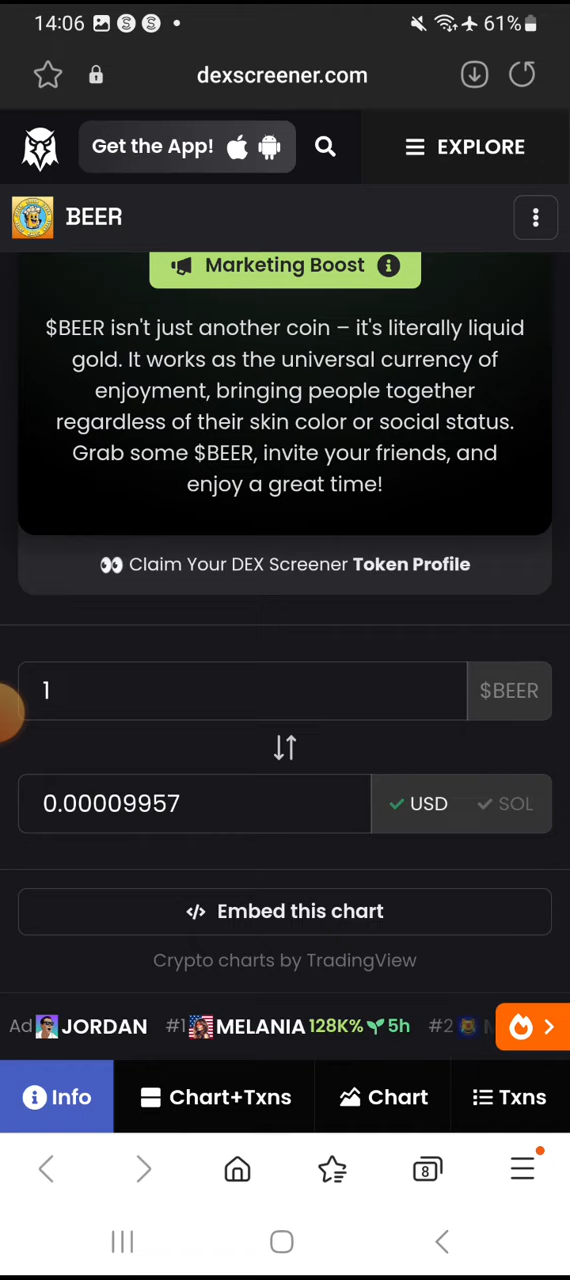 14:06
61%
dexscreener.com
Get the App!
EXPLORE
BEER
Marketing Boost
$BEER isn't just another coin – it's literally liquid
gold. It works as the universal currency of
enjoyment, bringing people together
regardless of their skin color or social status.
Grab some $BEER, invite your friends, and
enjoy a great time!
👀 Claim Your DEX Screener Token Profile
1
$BEER
0.00009957
USD
SOL
</> Embed this chart
Crypto charts by TradingView
Ad JORDAN #1 MELANIA 128K% 5h #2
Info
Chart+Txns
Chart
Txns
8